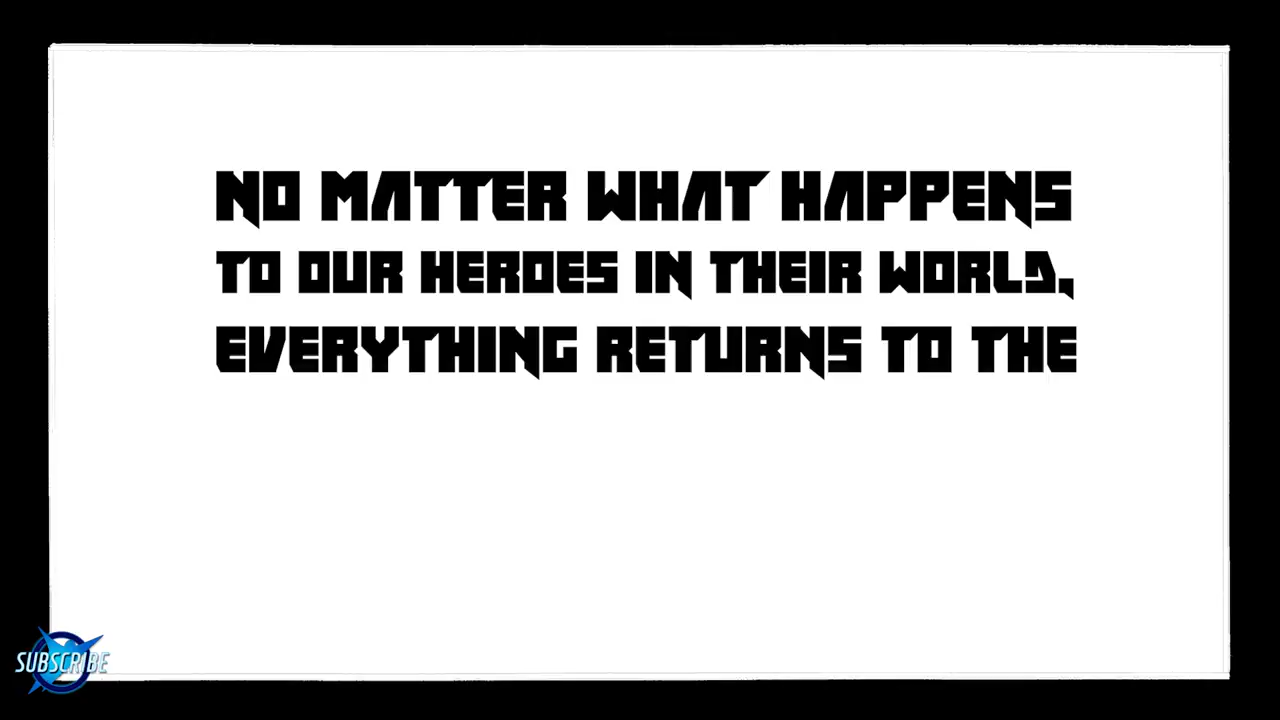 NO MATTER WHAT HAPPENS
TO OUR HEROES IN THEIR WORLD,
EVERYTHING RETURNS TO THE
SUBSCRIBE